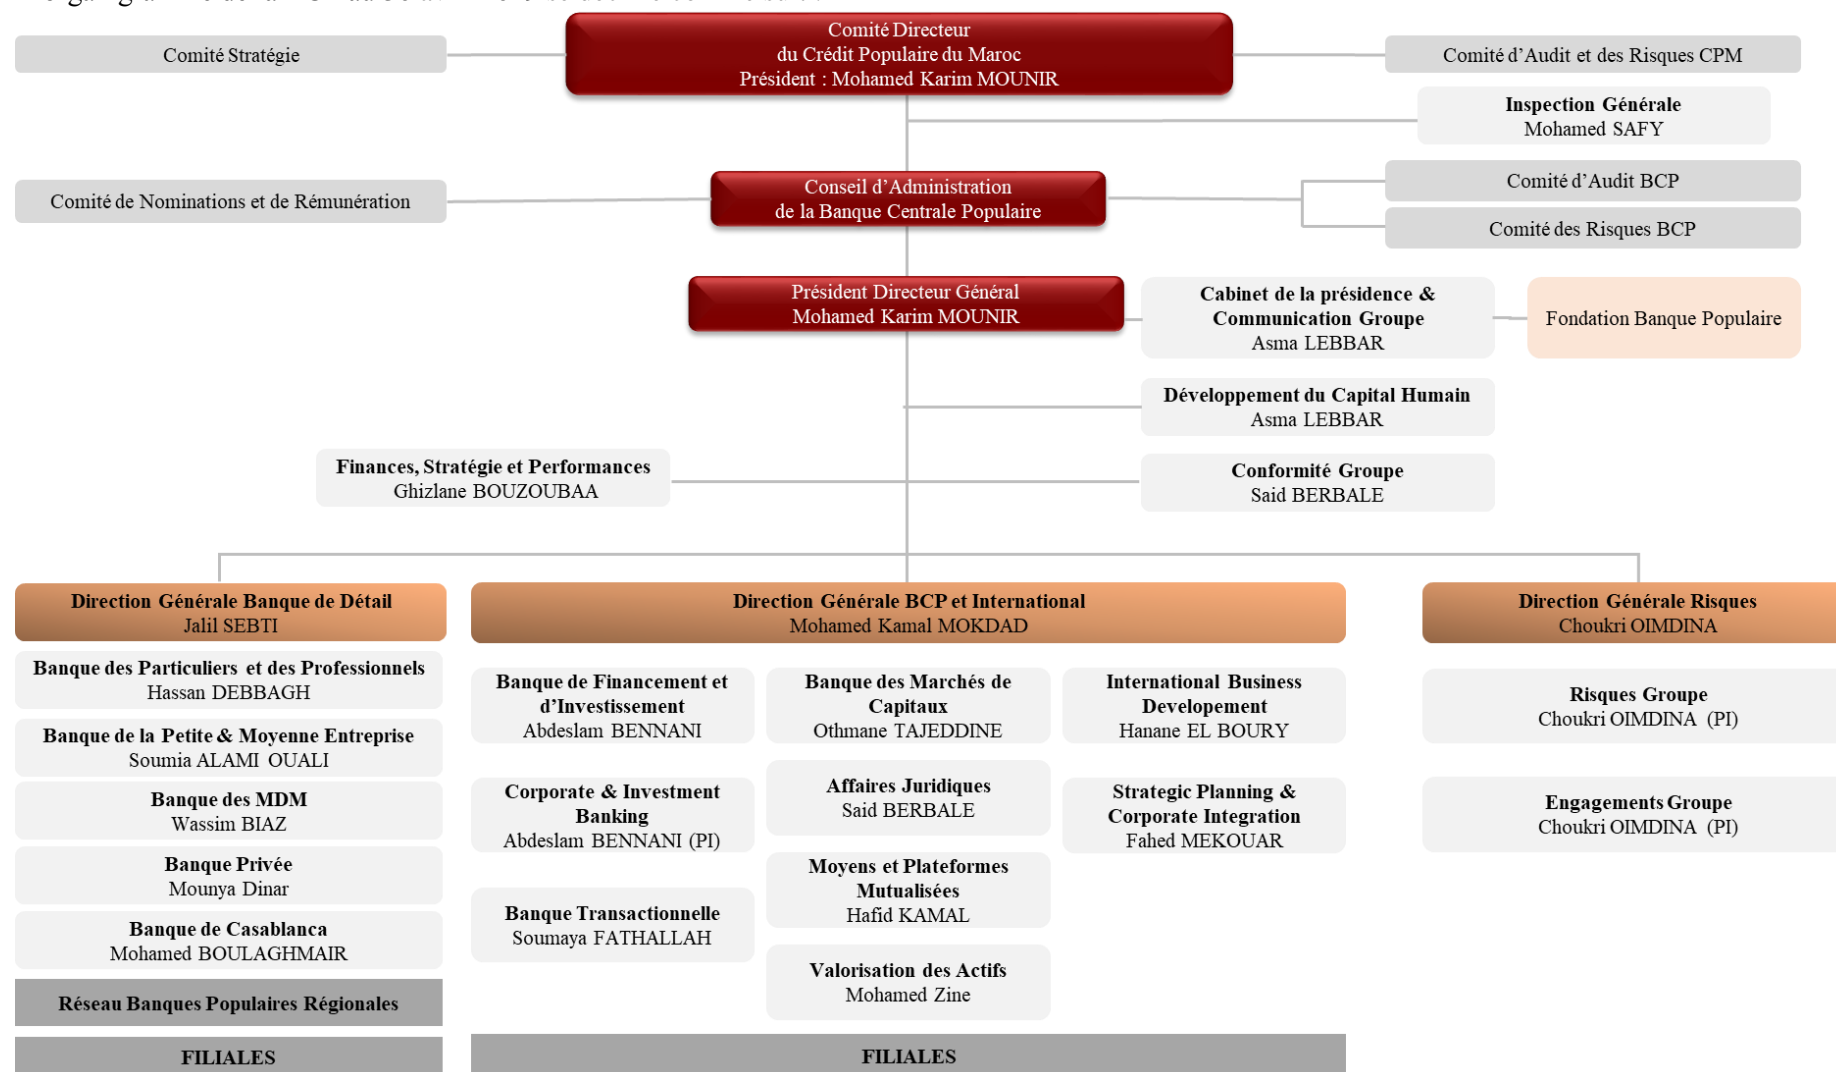 Comité Stratégie
Comité Directeur
du Crédit Populaire du Maroc
Président : Mohamed Karim MOUNIR
Comité d’Audit et des Risques CPM
Inspection Générale
Mohamed SAFY
Comité de Nominations et de Rémunération
Conseil d’Administration
de la Banque Centrale Populaire
Comité d’Audit BCP
Comité des Risques BCP
Président Directeur Général
Mohamed Karim MOUNIR
Cabinet de la présidence &
Communication Groupe
Asma LEBBAR
Fondation Banque Populaire
Développement du Capital Humain
Asma LEBBAR
Finances, Stratégie et Performances
Ghizlane BOUZOUBAA
Conformité Groupe
Said BERBALE
Direction Générale Banque de Détail
Jalil SEBTI
Banque des Particuliers et des Professionnels
Hassan DEBBAGH
Banque de la Petite & Moyenne Entreprise
Soumia ALAMI OUALI
Banque des MDM
Wassim BIAZ
Banque Privée
Mounya Dinar
Banque de Casablanca
Mohamed BOULAGHMAIR
Réseau Banques Populaires Régionales
FILIALES
Direction Générale BCP et International
Mohamed Kamal MOKDAD
Banque de Financement et
d’Investissement
Abdeslam BENNANI
Corporate & Investment
Banking
Abdeslam BENNANI (PI)
Banque Transactionnelle
Soumaya FATHALLAH
Banque des Marchés de
Capitaux
Othmane TAJEDDINE
Affaires Juridiques
Said BERBALE
Moyens et Plateformes
Mutualisées
Hafid KAMAL
Valorisation des Actifs
Mohamed Zine
International Business
Developement
Hanane EL BOURY
Strategic Planning &
Corporate Integration
Fahed MEKOUAR
FILIALES
Direction Générale Risques
Choukri OIMDINA
Risques Groupe
Choukri OIMDINA (PI)
Engagements Groupe
Choukri OIMDINA (PI)